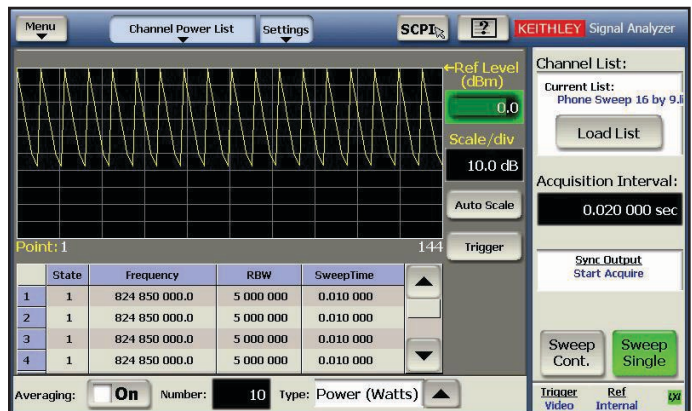 Menu
Channel Power List
Settings
SCPI
?
KEITHLEY Signal Analyzer
←Ref Level
(dBm)
0.0
Scale/div
10.0 dB
Auto Scale
Trigger
Point: 1
144
State Frequency RBW SweepTime
1 1 824 850 000.0 5 000 000 0.010 000
2 1 824 850 000.0 5 000 000 0.010 000
3 1 824 850 000.0 5 000 000 0.010 000
4 1 824 850 000.0 5 000 000 0.010 000
Averaging: On Number: 10 Type: Power (Watts)
Channel List:
Current List:
Phone Sweep 16 by 9.li
Load List
Acquisition Interval:
0.020 000 sec
Sync Output
Start Acquire
Sweep Cont.
Sweep Single
Trigger
Video
Ref
Internal
LXI